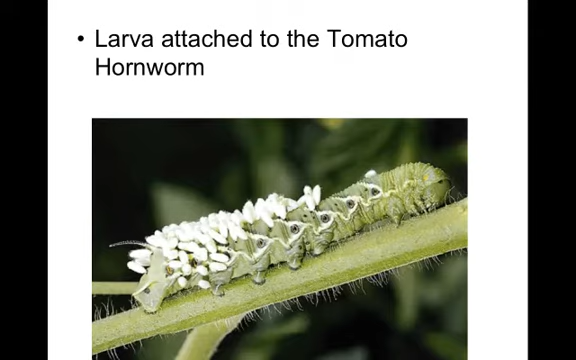 • Larva attached to the Tomato
Hornworm